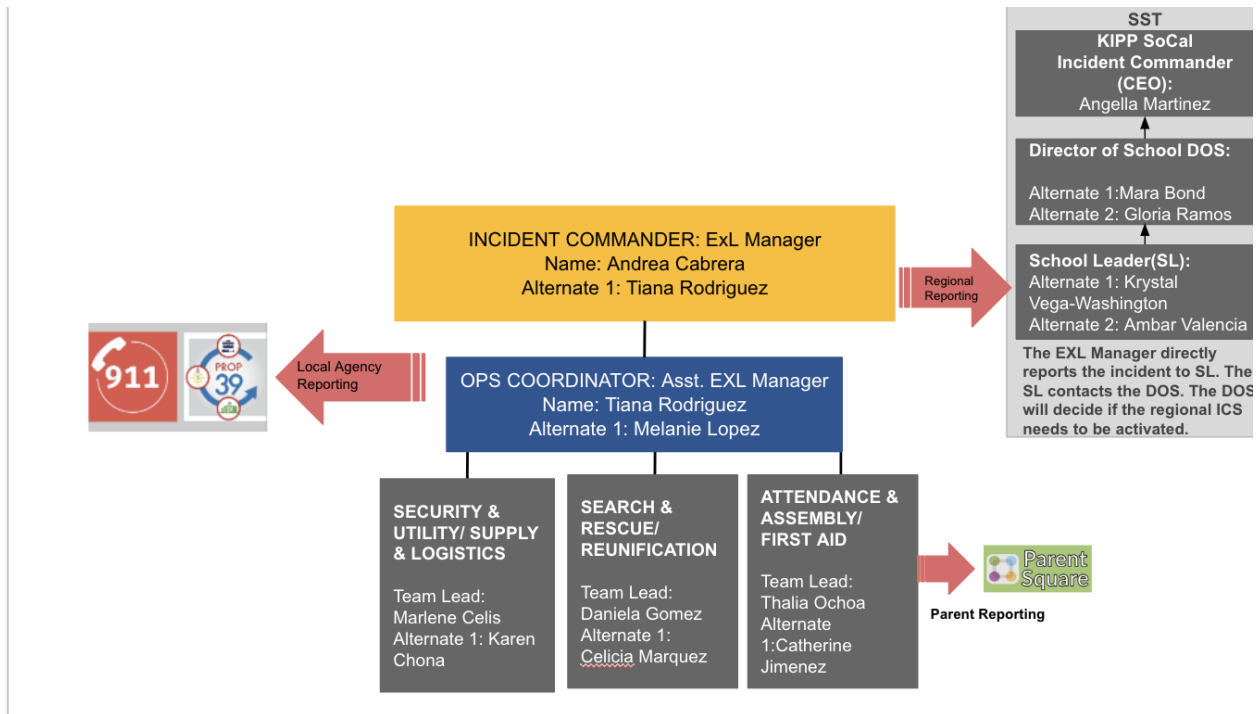 SST
KIPP SoCal
Incident Commander
(CEO):
Angella Martinez
Director of School DOS:
Alternate 1:Mara Bond
Alternate 2: Gloria Ramos
School Leader(SL):
Alternate 1: Krystal
Vega-Washington
Alternate 2: Ambar Valencia
The EXL Manager directly
reports the incident to SL. The
SL contacts the DOS. The DOS
will decide if the regional ICS
needs to be activated.
INCIDENT COMMANDER: ExL Manager
Name: Andrea Cabrera
Alternate 1: Tiana Rodriguez
Regional
Reporting
911
PROP
39
Local Agency
Reporting
OPS COORDINATOR: Asst. EXL Manager
Name: Tiana Rodriguez
Alternate 1: Melanie Lopez
SECURITY &
UTILITY/ SUPPLY
& LOGISTICS
Team Lead:
Marlene Celis
Alternate 1: Karen
Chona
SEARCH &
RESCUE/
REUNIFICATION
Team Lead:
Daniela Gomez
Alternate 1:
Celicia Marquez
ATTENDANCE &
ASSEMBLY/
FIRST AID
Team Lead:
Thalia Ochoa
Alternate
1:Catherine
Jimenez
Parent
Square
Parent Reporting